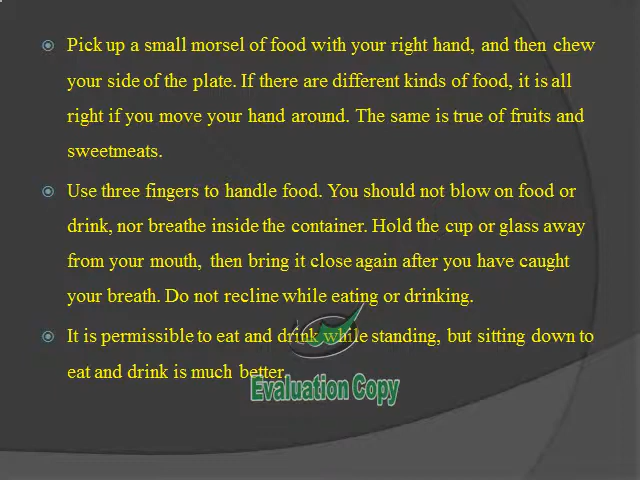 Pick up a small morsel of food with your right hand, and then chew
your side of the plate. If there are different kinds of food, it is all
right if you move your hand around. The same is true of fruits and
sweetmeats.
Use three fingers to handle food. You should not blow on food or
drink, nor breathe inside the container. Hold the cup or glass away
from your mouth, then bring it close again after you have caught
your breath. Do not recline while eating or drinking.
It is permissible to eat and drink while standing, but sitting down to
eat and drink is much better.
Evaluation Copy